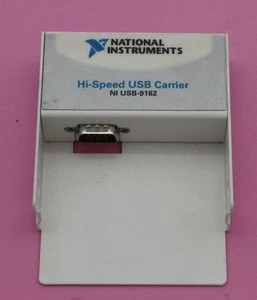 NATIONAL
INSTRUMENTS
Hi-Speed USB Carrier
NI USB-9162